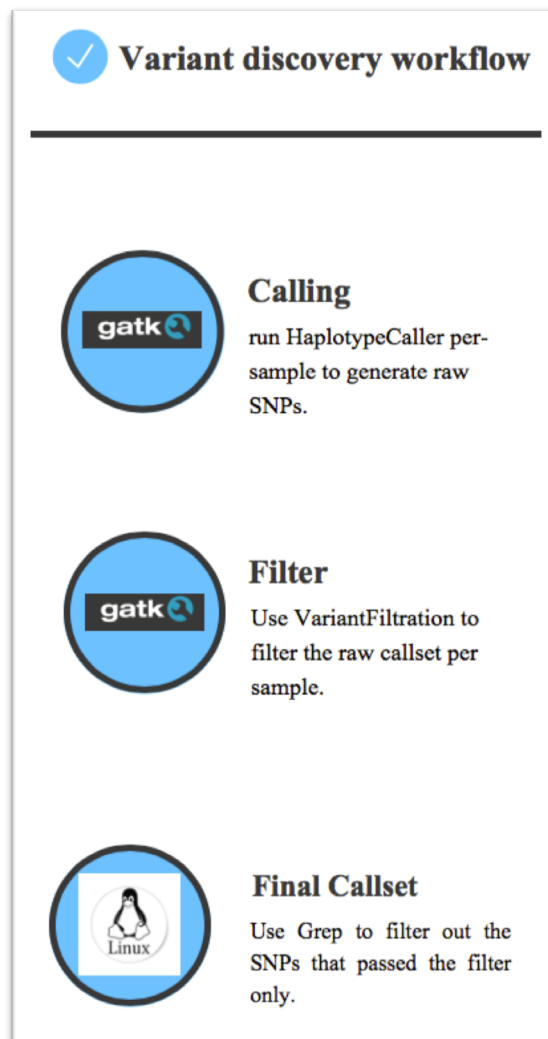 Variant discovery workflow
gatk
Calling
run HaplotypeCaller per-
sample to generate raw
SNPs.
gatk
Filter
Use VariantFiltration to
filter the raw callset per
sample.
Linux
Final Callset
Use Grep to filter out the
SNPs that passed the filter
only.